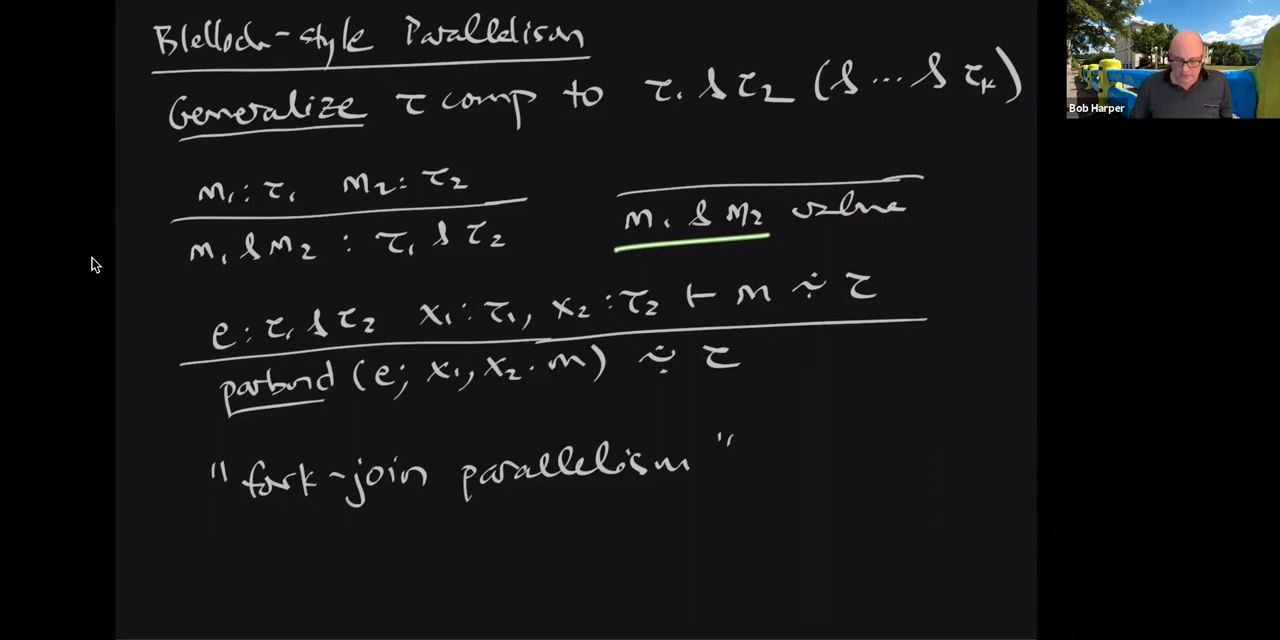 Blelloch-style Parallelism
Generalize τ comp to τ₁ & τ₂ (& ... & τₖ)
m₁ : τ₁ m₂ : τ₂
m₁ & m₂ : τ₁ & τ₂
m₁ & m₂ value
e : τ₁ & τ₂ x₁ : τ₁, x₂ : τ₂ ⊢ m ∻ τ
parbnd (e; x₁, x₂. m) ∻ τ
"fork-join parallelism"
Bob Harper